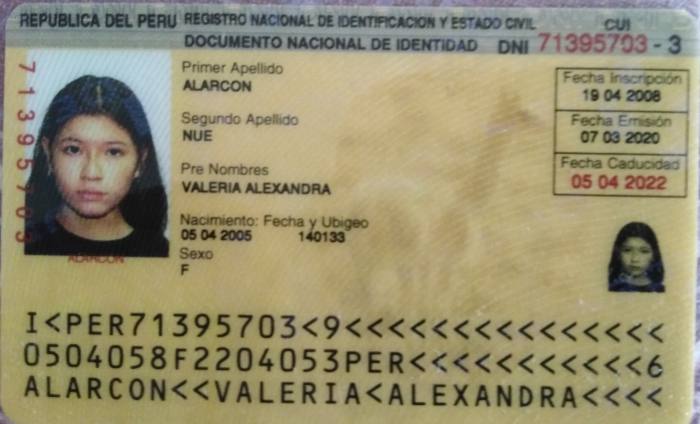 REPUBLICA DEL PERU REGISTRO NACIONAL DE IDENTIFICACION Y ESTADO CIVIL CUI
DOCUMENTO NACIONAL DE IDENTIDAD DNI 71395703 - 3
71395703
Primer Apellido
ALARCON
Segundo Apellido
NUE
Pre Nombres
VALERIA ALEXANDRA
Nacimiento: Fecha y Ubigeo
05 04 2005 140133
Sexo
F
Fecha Inscripción
19 04 2008
Fecha Emisión
07 03 2020
Fecha Caducidad
05 04 2022
ALARCON
I<PER71395703<9<<<<<<<<<<<<<<<
0504058F2204053PER<<<<<<<<<<<6
ALARCON<<VALERIA<ALEXANDRA<<<<